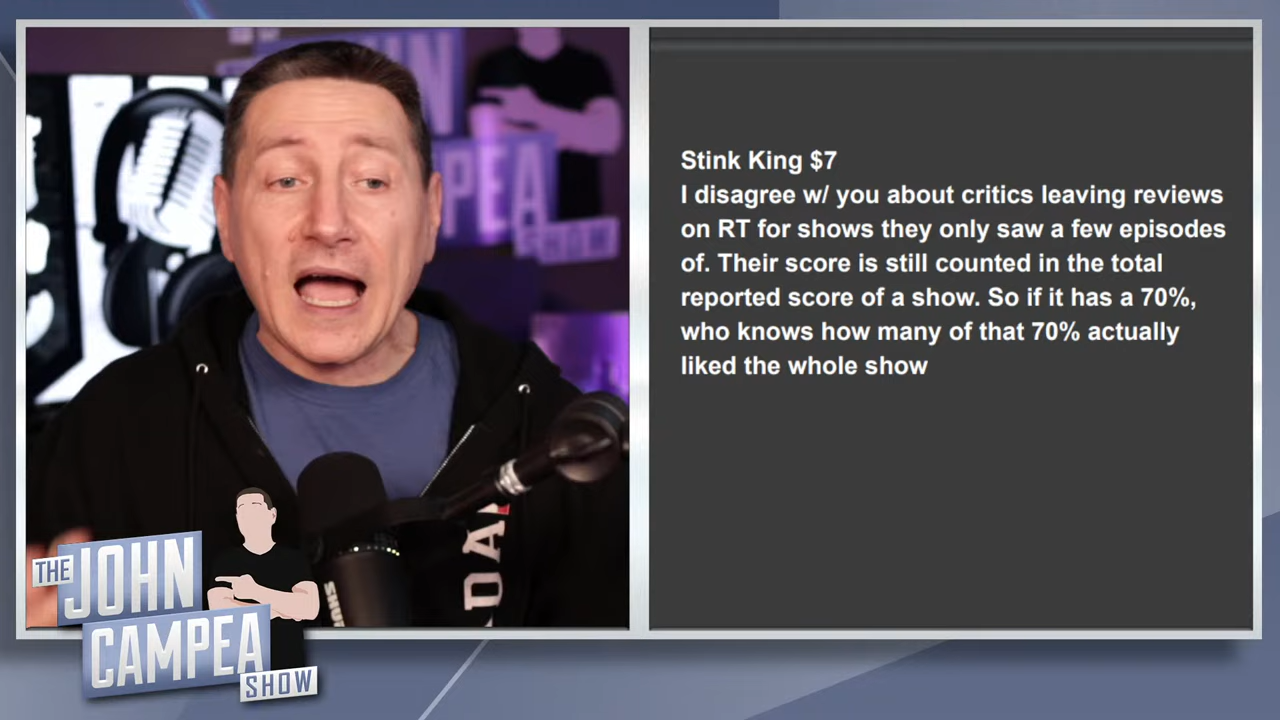 Stink King $7
I disagree w/ you about critics leaving reviews
on RT for shows they only saw a few episodes
of. Their score is still counted in the total
reported score of a show. So if it has a 70%,
who knows how many of that 70% actually
liked the whole show
THE
JOHN
CAMPEA
SHOW